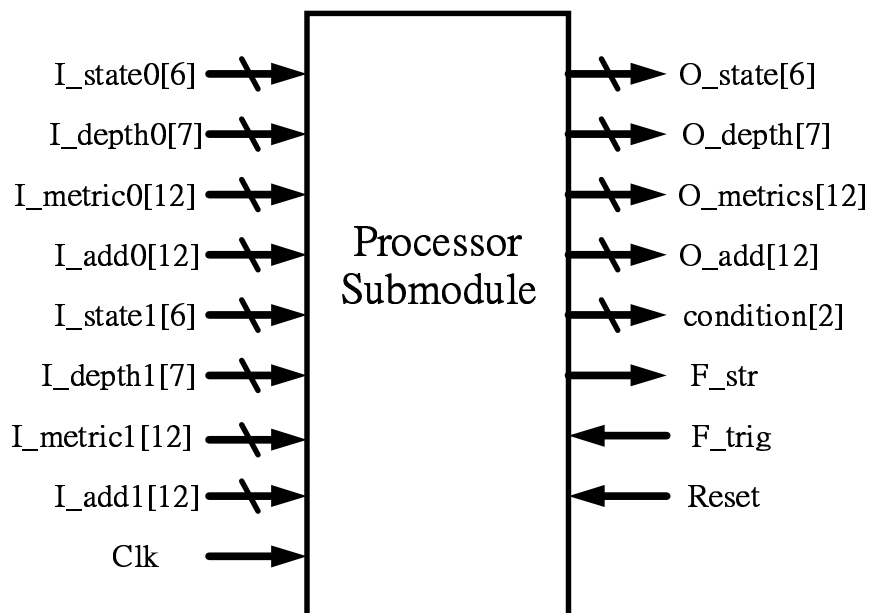 I_state0[6]
I_depth0[7]
I_metric0[12]
I_add0[12]
I_state1[6]
I_depth1[7]
I_metric1[12]
I_add1[12]
Clk
Processor
Submodule
O_state[6]
O_depth[7]
O_metrics[12]
O_add[12]
condition[2]
F_str
F_trig
Reset